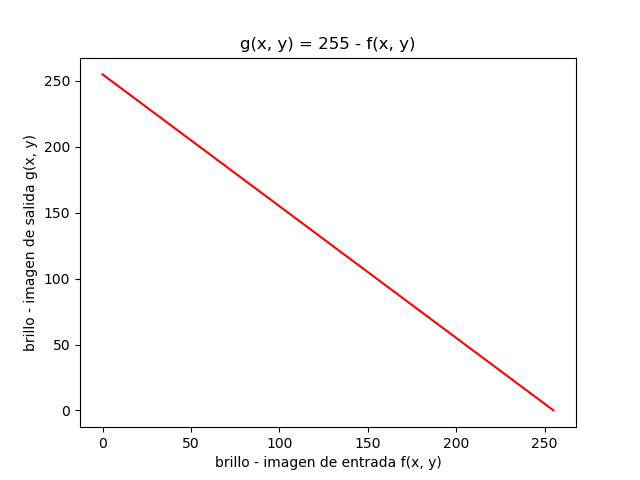 g(x, y) = 255 - f(x, y)
250
200
150
100
50
0
brillo - imagen de salida g(x, y)
0 50 100 150 200 250
brillo - imagen de entrada f(x, y)